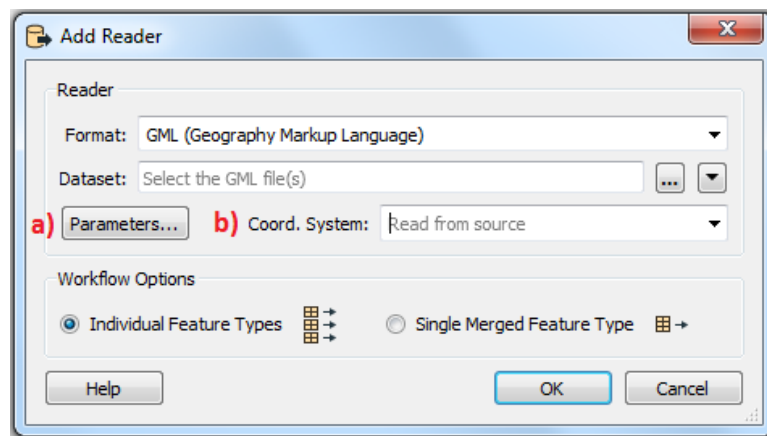 Add Reader
Reader
Format: GML (Geography Markup Language)
Dataset: Select the GML file(s) ...
a) Parameters... b) Coord. System: Read from source
Workflow Options
Individual Feature Types Single Merged Feature Type
Help OK Cancel